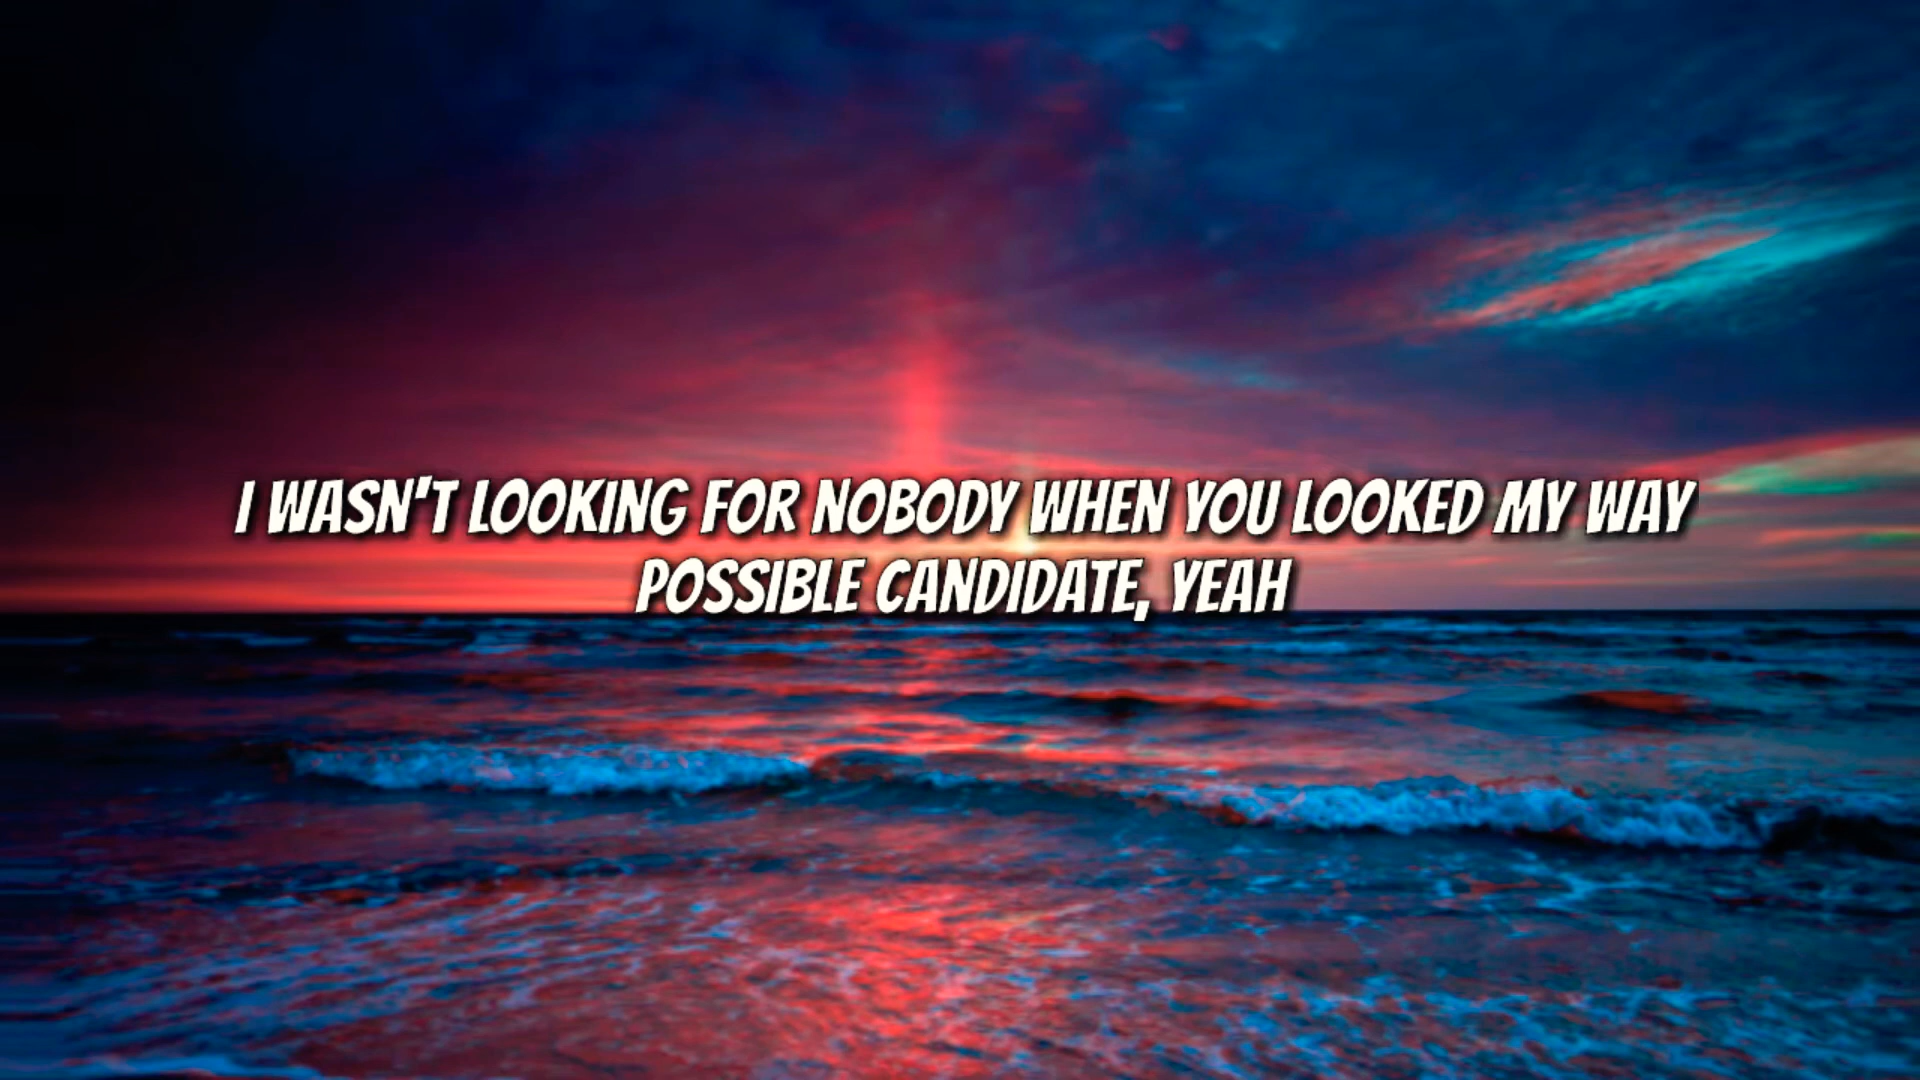 I WASN'T LOOKING FOR NOBODY WHEN YOU LOOKED MY WAY
POSSIBLE CANDIDATE, YEAH